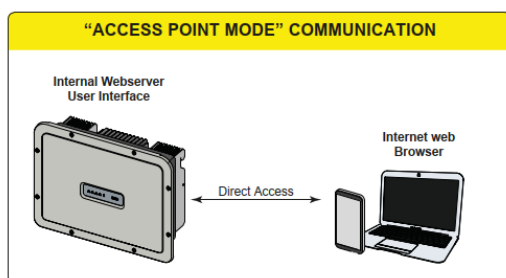 “ACCESS POINT MODE” COMMUNICATION
Internal Webserver
User Interface
Internet web
Browser
Direct Access